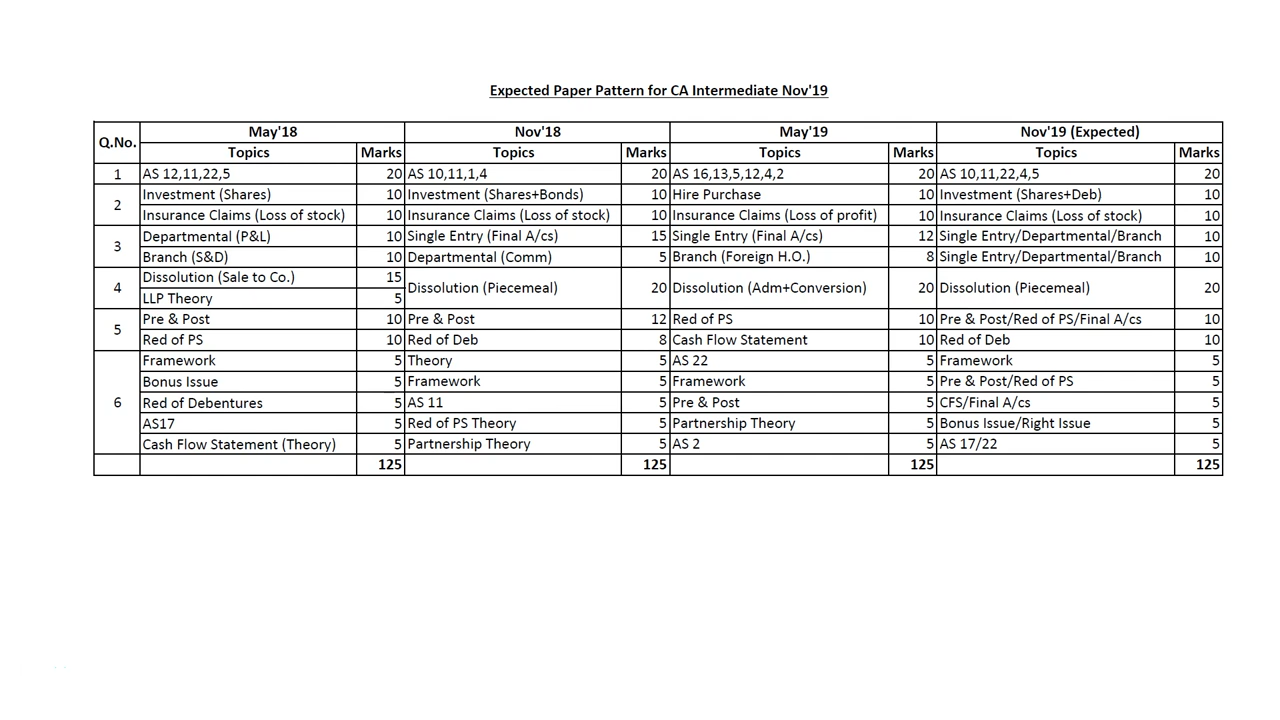 Expected Paper Pattern for CA Intermediate Nov'19
Q.No. May'18 Nov'18 May'19 Nov'19 (Expected)
Topics Marks Topics Marks Topics Marks Topics Marks
1 AS 12,11,22,5 20 AS 10,11,1,4 20 AS 16,13,5,12,4,2 20 AS 10,11,22,4,5 20
2 Investment (Shares) 10 Investment (Shares+Bonds) 10 Hire Purchase 10 Investment (Shares+Deb) 10
Insurance Claims (Loss of stock) 10 Insurance Claims (Loss of stock) 10 Insurance Claims (Loss of profit) 10 Insurance Claims (Loss of stock) 10
3 Departmental (P&L) 10 Single Entry (Final A/cs) 15 Single Entry (Final A/cs) 12 Single Entry/Departmental/Branch 10
Branch (S&D) 10 Departmental (Comm) 5 Branch (Foreign H.O.) 8 Single Entry/Departmental/Branch 10
4 Dissolution (Sale to Co.) 15 Dissolution (Piecemeal) 20 Dissolution (Adm+Conversion) 20 Dissolution (Piecemeal) 20
LLP Theory 5
5 Pre & Post 10 Pre & Post 12 Red of PS 10 Pre & Post/Red of PS/Final A/cs 10
Red of PS 10 Red of Deb 8 Cash Flow Statement 10 Red of Deb 10
6 Framework 5 Theory 5 AS 22 5 Framework 5
Bonus Issue 5 Framework 5 Framework 5 Pre & Post/Red of PS 5
Red of Debentures 5 AS 11 5 Pre & Post 5 CFS/Final A/cs 5
AS17 5 Red of PS Theory 5 Partnership Theory 5 Bonus Issue/Right Issue 5
Cash Flow Statement (Theory) 5 Partnership Theory 5 AS 2 5 AS 17/22 5
125 125 125 125